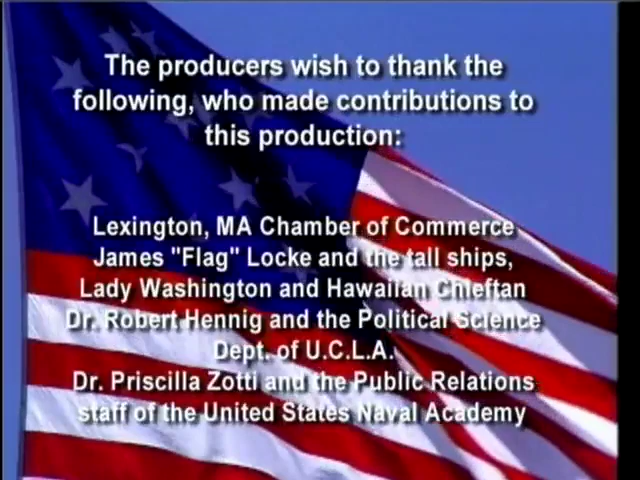 The producers wish to thank the
following, who made contributions to
this production:
Lexington, MA Chamber of Commerce
James "Flag" Locke and the tall ships,
Lady Washington and Hawaiian Chieftan
Dr. Robert Hennig and the Political Science
Dept. of U.C.L.A.
Dr. Priscilla Zotti and the Public Relations
staff of the United States Naval Academy